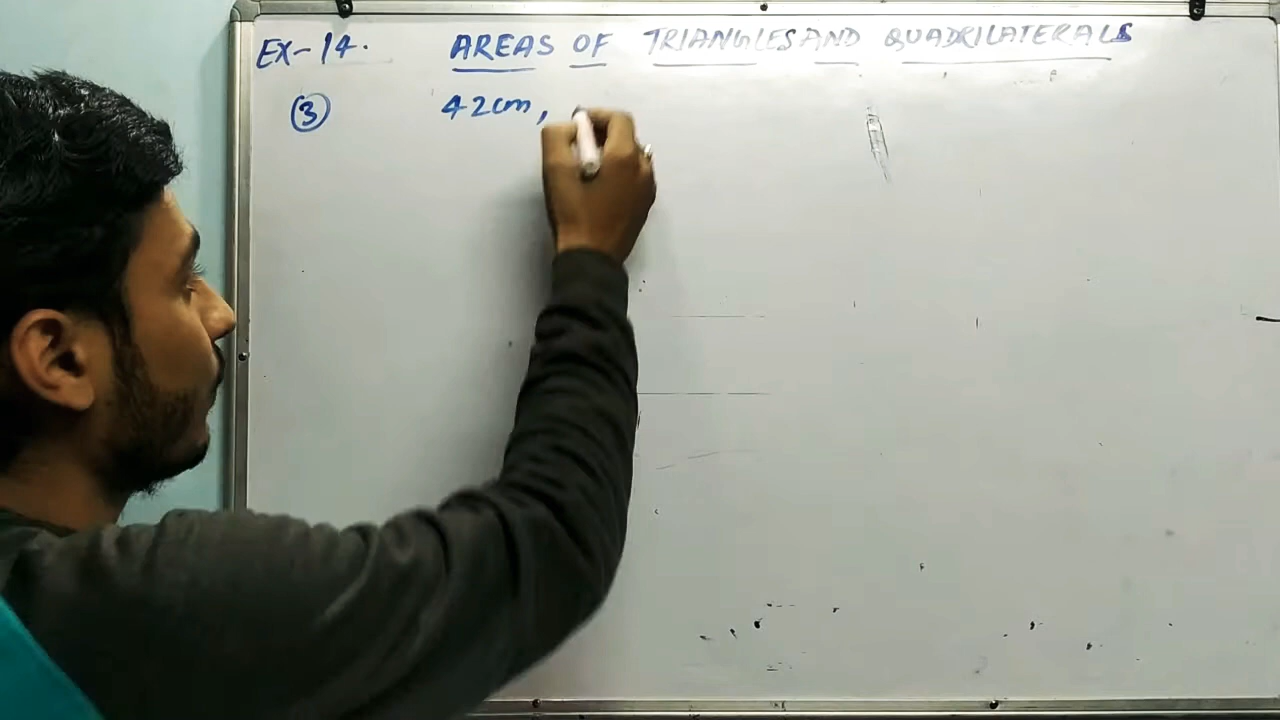 EX-14. AREAS OF TRIANGLES AND QUADRILATERALS
③ 42cm,